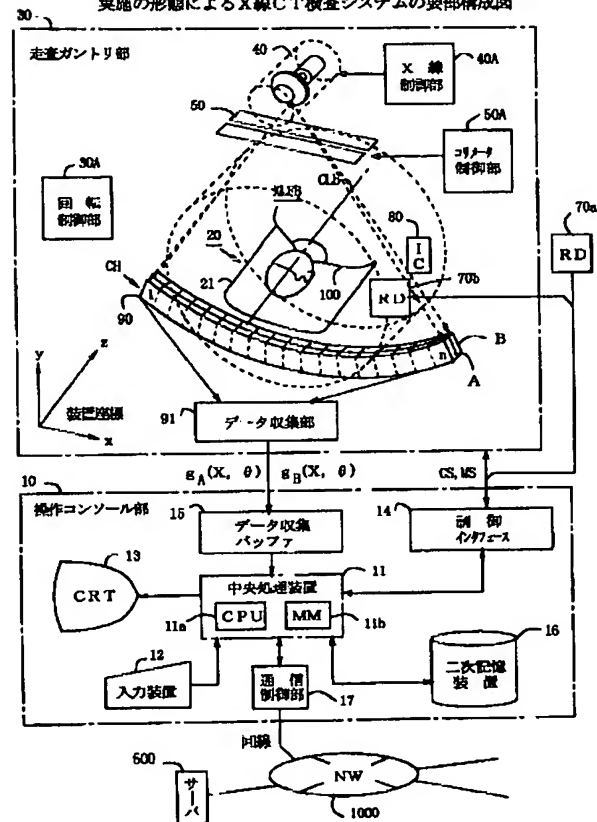 実施の形態によるX線CT検査システムの要部構成図
30
走査ガントリ部
40
X 線
制御部
40A
50
コリメータ
制御部
50A
30A
回 転
制御部
CLB
XLFB
80
I
C
70a
RD
20
70b
RD
21
100
CH
90
1
n
B
A
y
z
x
装置座標
91
データ収集部
gA(X, θ) gB(X, θ)
CS,MS
10
操作コンソール部
15
データ収集
バッファ
14
制 御
インタフェース
13
CRT
中央処理装置
11
CPU
MM
11a
11b
12
入力装置
通 信
制御部
17
16
二次記憶
装 置
回線
600
サーバ
NW
1000